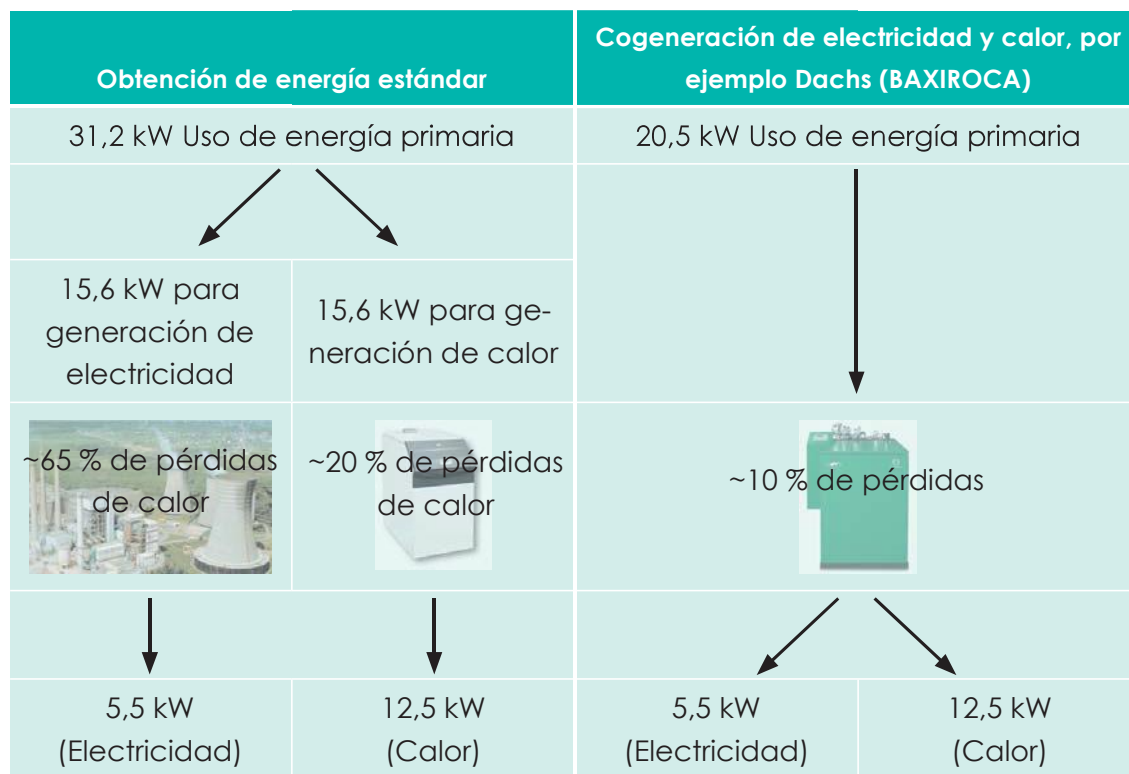 Obtención de energía estándar
Cogeneración de electricidad y calor, por
ejemplo Dachs (BAXIROCA)
31,2 kW Uso de energía primaria
20,5 kW Uso de energía primaria
15,6 kW para
generación de
electricidad
15,6 kW para ge-
neración de calor
~65 % de pérdidas
de calor
~20 % de pérdidas
de calor
~10 % de pérdidas
5,5 kW
(Electricidad)
12,5 kW
(Calor)
5,5 kW
(Electricidad)
12,5 kW
(Calor)